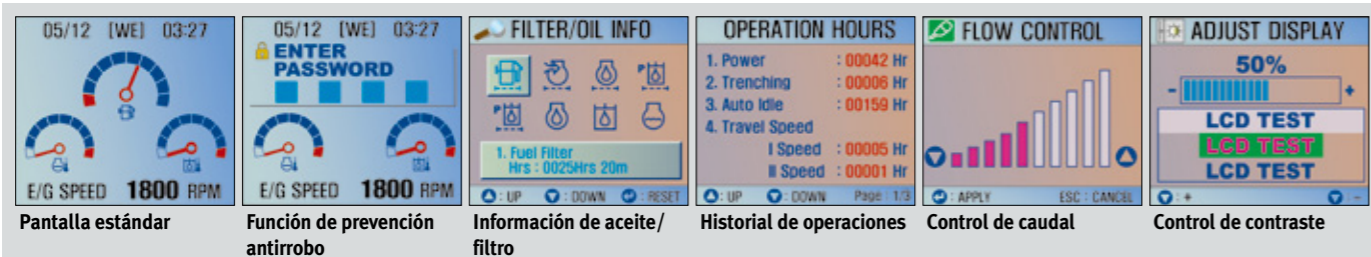 05/12 [WE] 03:27
E/G SPEED 1800 RPM
Pantalla estándar
05/12 [WE] 03:27
ENTER
PASSWORD
E/G SPEED 1800 RPM
Función de prevención
antirrobo
FILTER/OIL INFO
1. Fuel Filter
Hrs : 0025Hrs 20m
: UP : DOWN : RESET
Información de aceite/
filtro
OPERATION HOURS
1. Power : 00042 Hr
2. Trenching : 00006 Hr
3. Auto Idle : 00159 Hr
4. Travel Speed
I Speed : 00005 Hr
II Speed : 00001 Hr
: UP : DOWN Page : 1/3
Historial de operaciones
FLOW CONTROL
: APPLY ESC : CANCEL
Control de caudal
ADJUST DISPLAY
50%
- +
LCD TEST
LCD TEST
LCD TEST
: + : -
Control de contraste